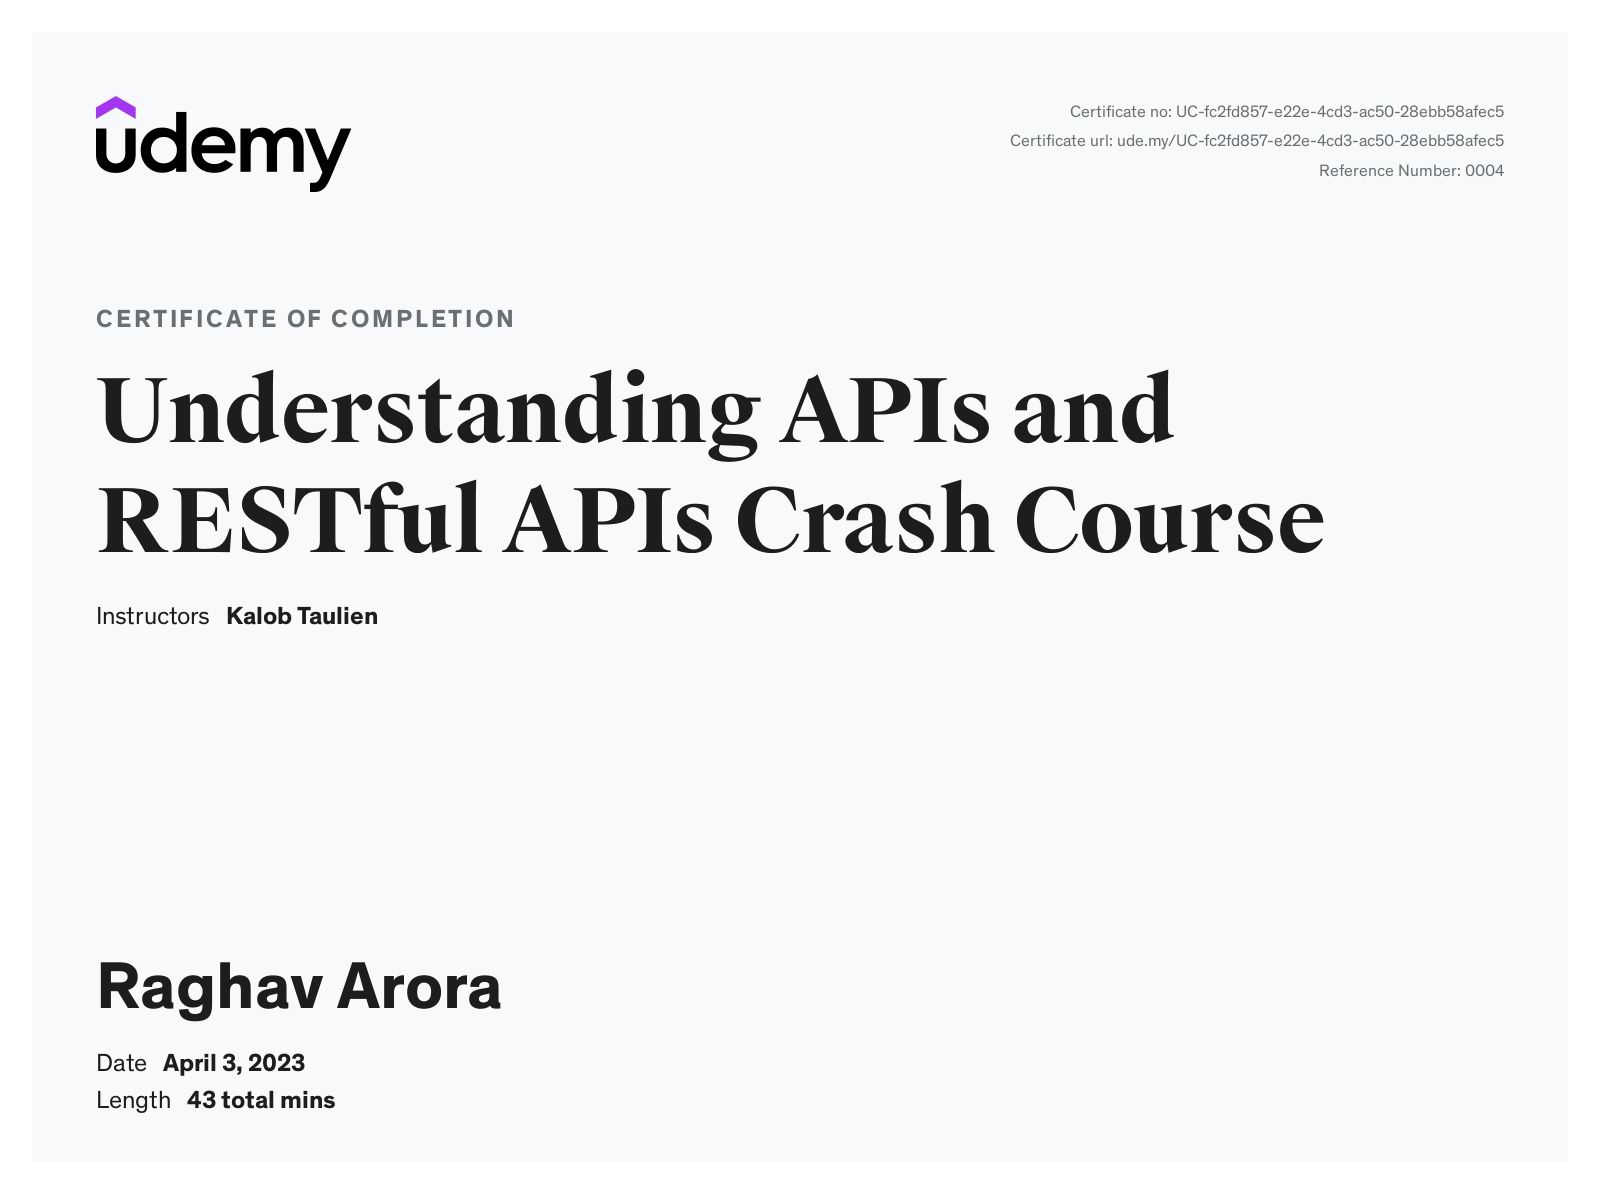 udemy
Certificate no: UC-fc2fd857-e22e-4cd3-ac50-28ebb58afec5
Certificate url: ude.my/UC-fc2fd857-e22e-4cd3-ac50-28ebb58afec5
Reference Number: 0004
CERTIFICATE OF COMPLETION
Understanding APIs and
RESTful APIs Crash Course
Instructors Kalob Taulien
Raghav Arora
Date April 3, 2023
Length 43 total mins